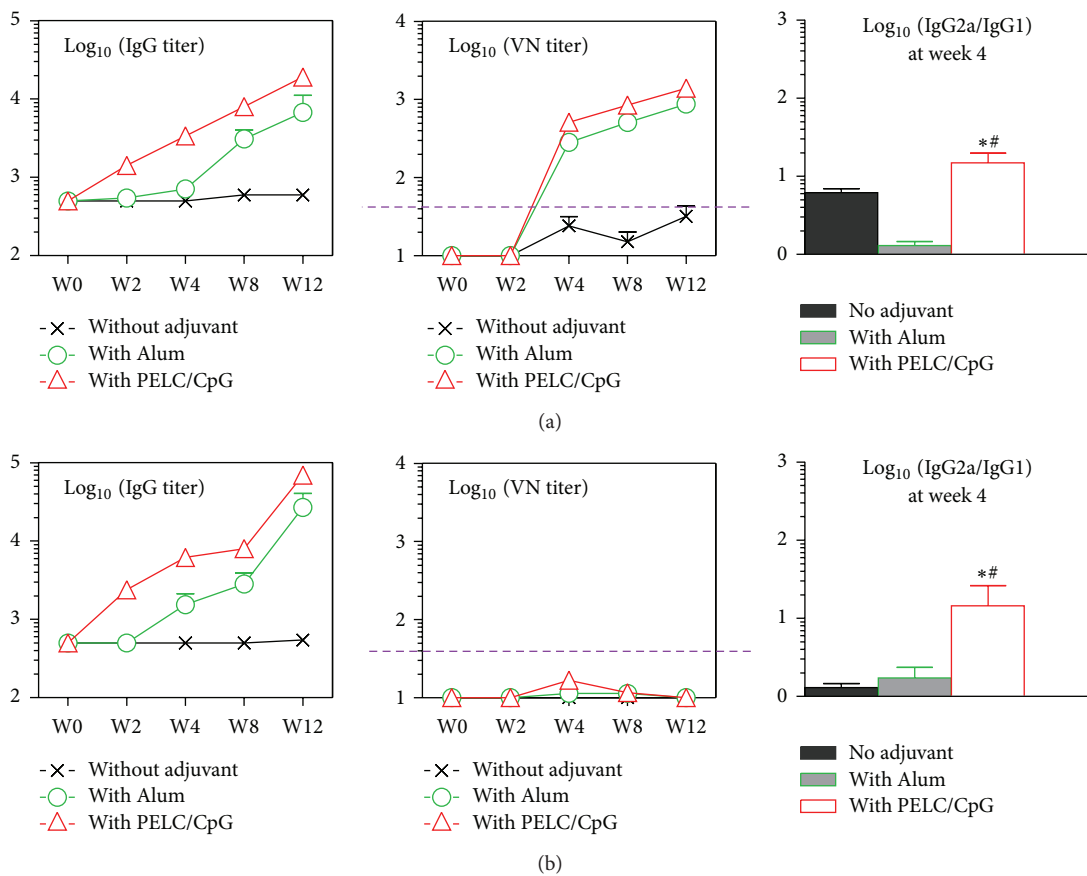 Log10 (IgG titer)
5
4
3
2
W0 W2 W4 W8 W12
Without adjuvant
With Alum
With PELC/CpG
Log10 (VN titer)
4
3
2
1
W0 W2 W4 W8 W12
Without adjuvant
With Alum
With PELC/CpG
Log10 (IgG2a/IgG1)
at week 4
3
2
1
0
*#
No adjuvant
With Alum
With PELC/CpG
(a)
Log10 (IgG titer)
5
4
3
2
W0 W2 W4 W8 W12
Without adjuvant
With Alum
With PELC/CpG
Log10 (VN titer)
4
3
2
1
W0 W2 W4 W8 W12
Without adjuvant
With Alum
With PELC/CpG
Log10 (IgG2a/IgG1)
at week 4
3
2
1
0
*#
No adjuvant
With Alum
With PELC/CpG
(b)